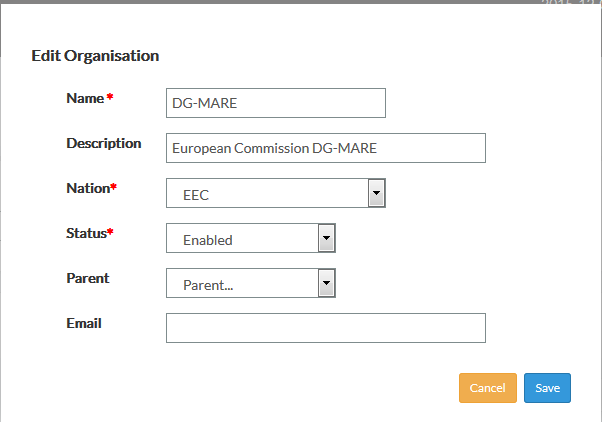 Edit Organisation
Name *
DG-MARE
Description
European Commission DG-MARE
Nation*
EEC
Status*
Enabled
Parent
Parent...
Email
Cancel Save